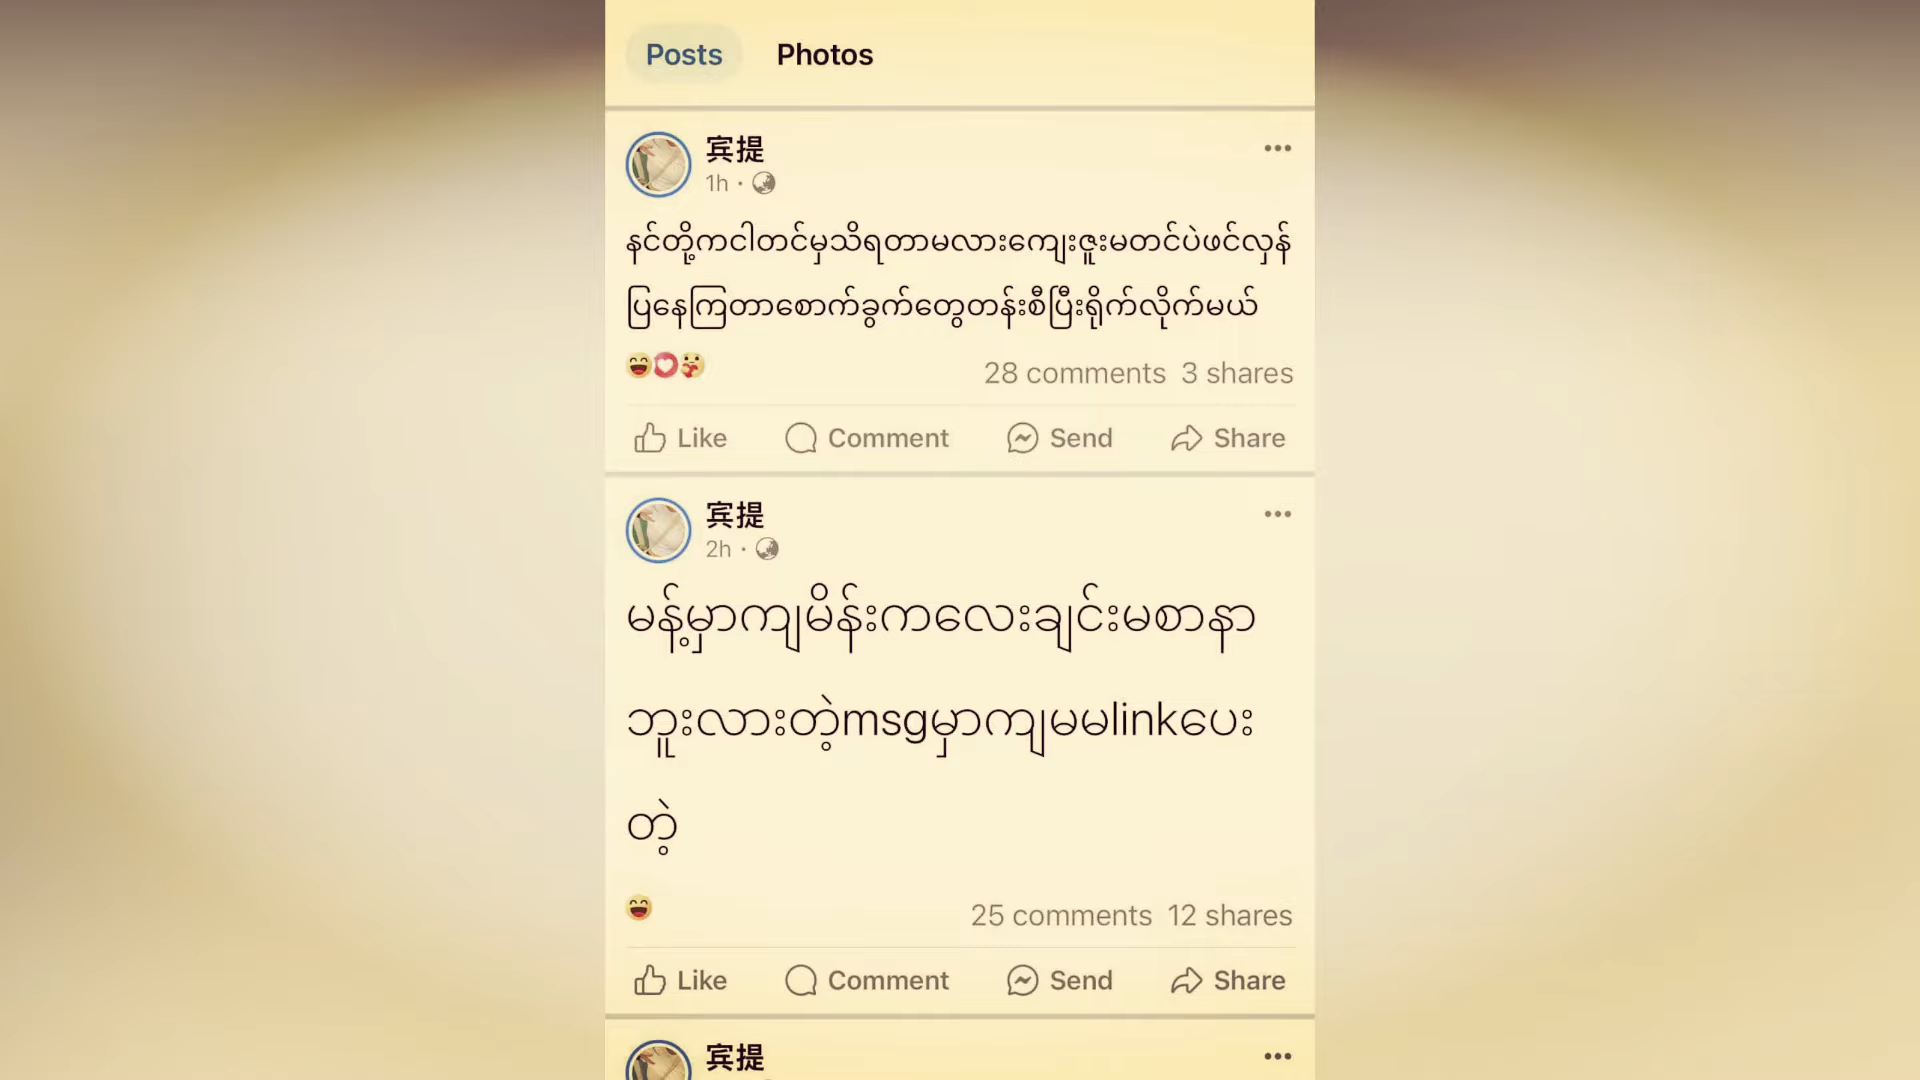 Posts Photos
宾提
1h ·
နင်တို့ကငါတင်မှသိရတာမလားကျေးဇူးမတင်ပဲဖင်လှန်
ပြနေကြတာစောက်ခွက်တွေတန်းစီပြီးရိုက်လိုက်မယ်
28 comments 3 shares
Like Comment Send Share
宾提
2h ·
မန့်မှာကျမိန်းကလေးချင်းမစာနာ
ဘူးလားတဲ့msgမှာကျမမlinkပေး
တဲ့
25 comments 12 shares
Like Comment Send Share
宾提